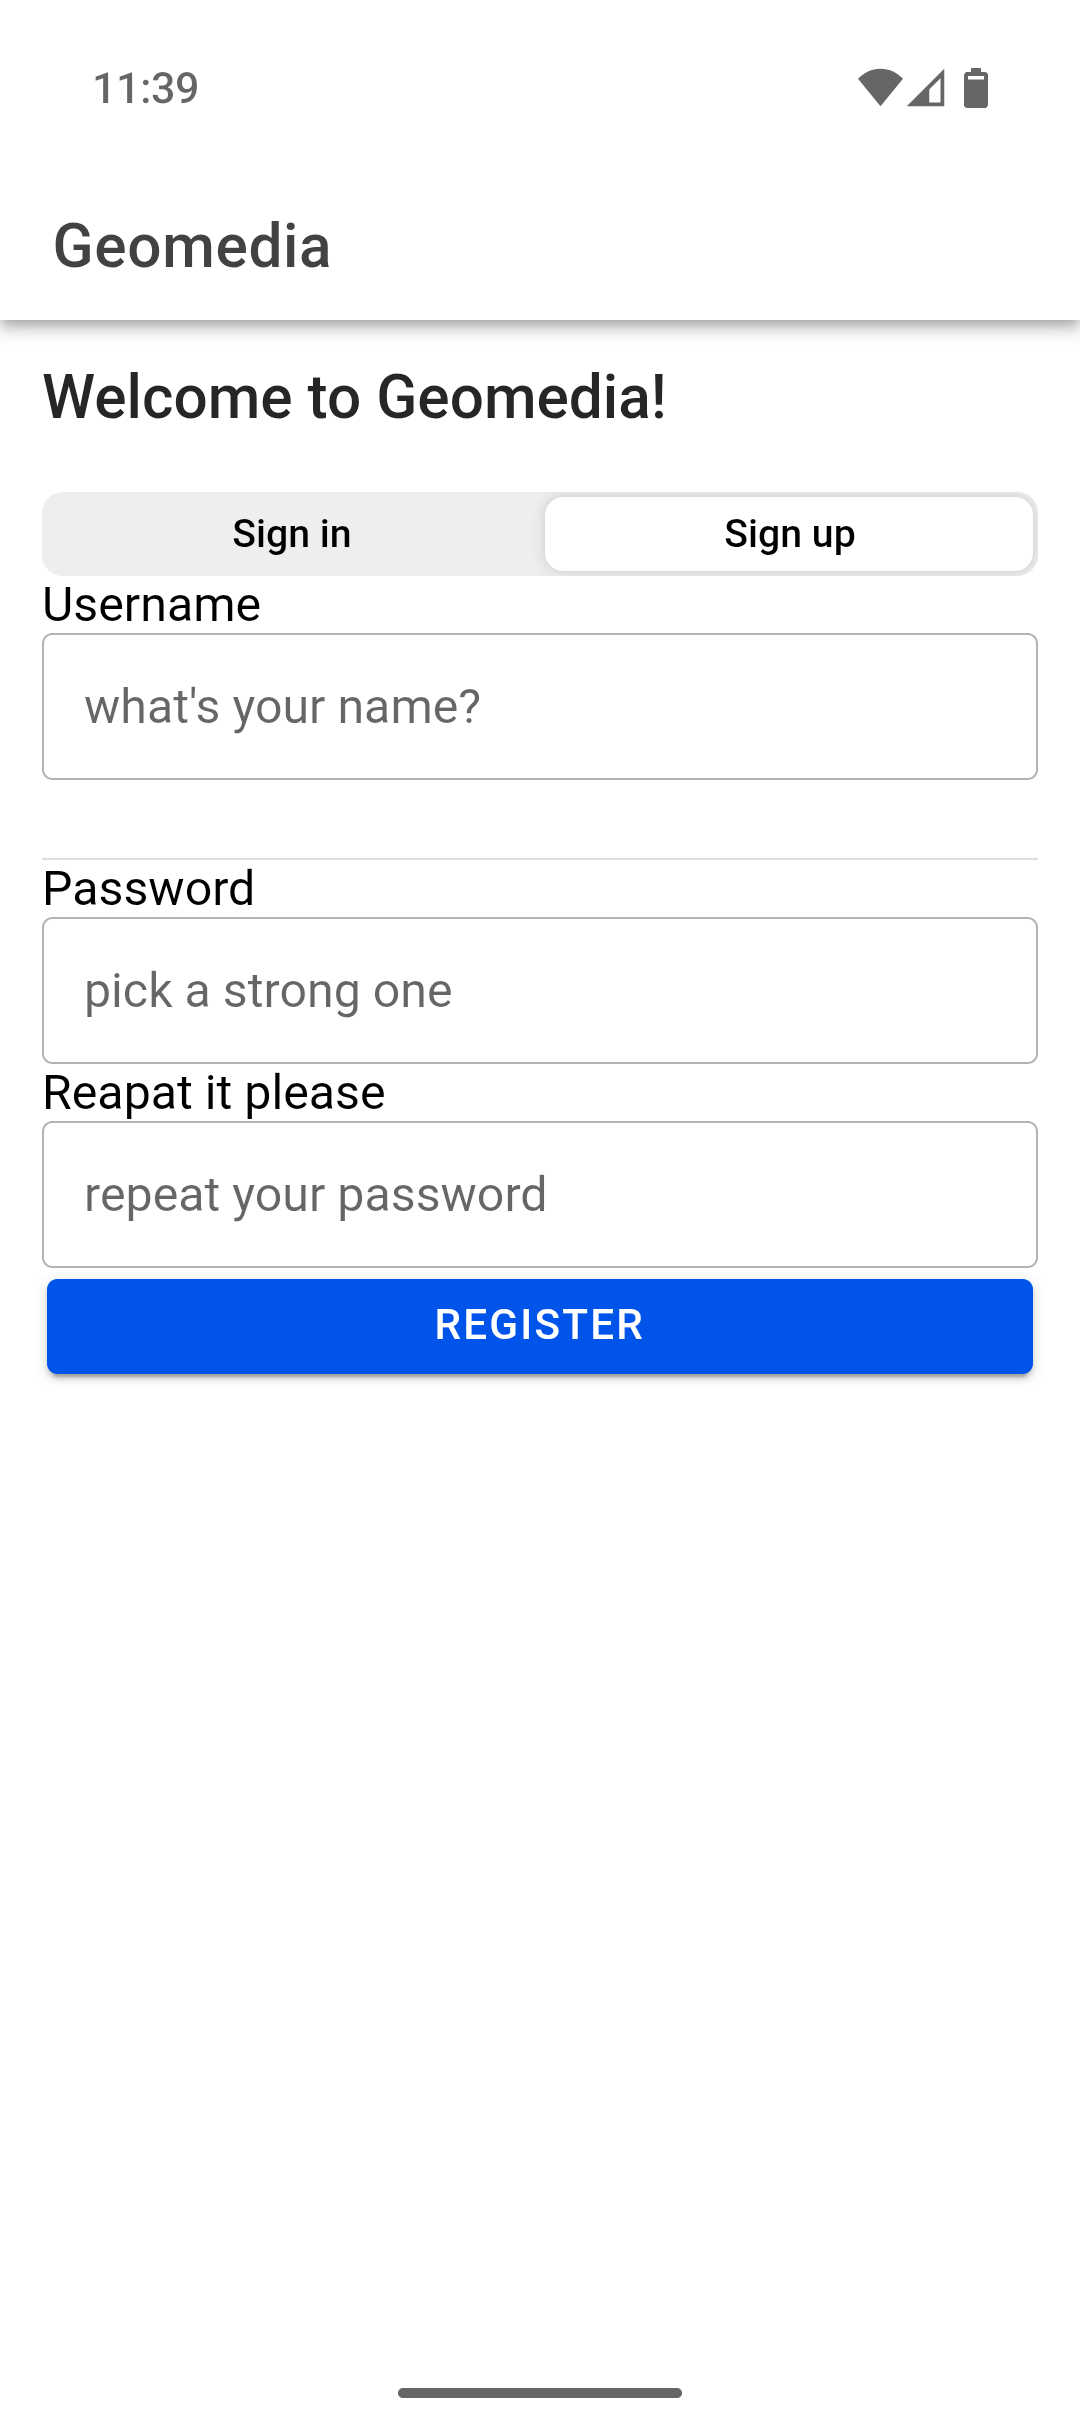 11:39
Geomedia
Welcome to Geomedia!
Sign in
Sign up
Username
what's your name?
Password
pick a strong one
Reapat it please
repeat your password
REGISTER